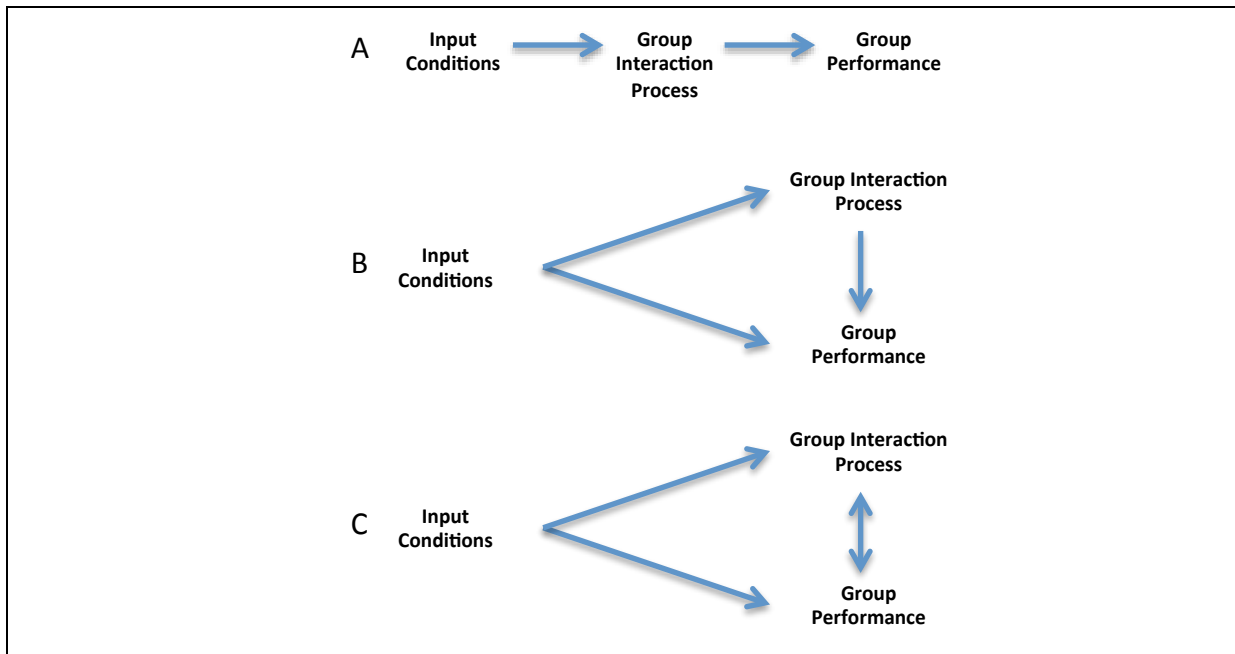 A
Input
Conditions
Group
Interaction
Process
Group
Performance
Group Interaction
Process
B
Input
Conditions
Group
Performance
Group Interaction
Process
C
Input
Conditions
Group
Performance